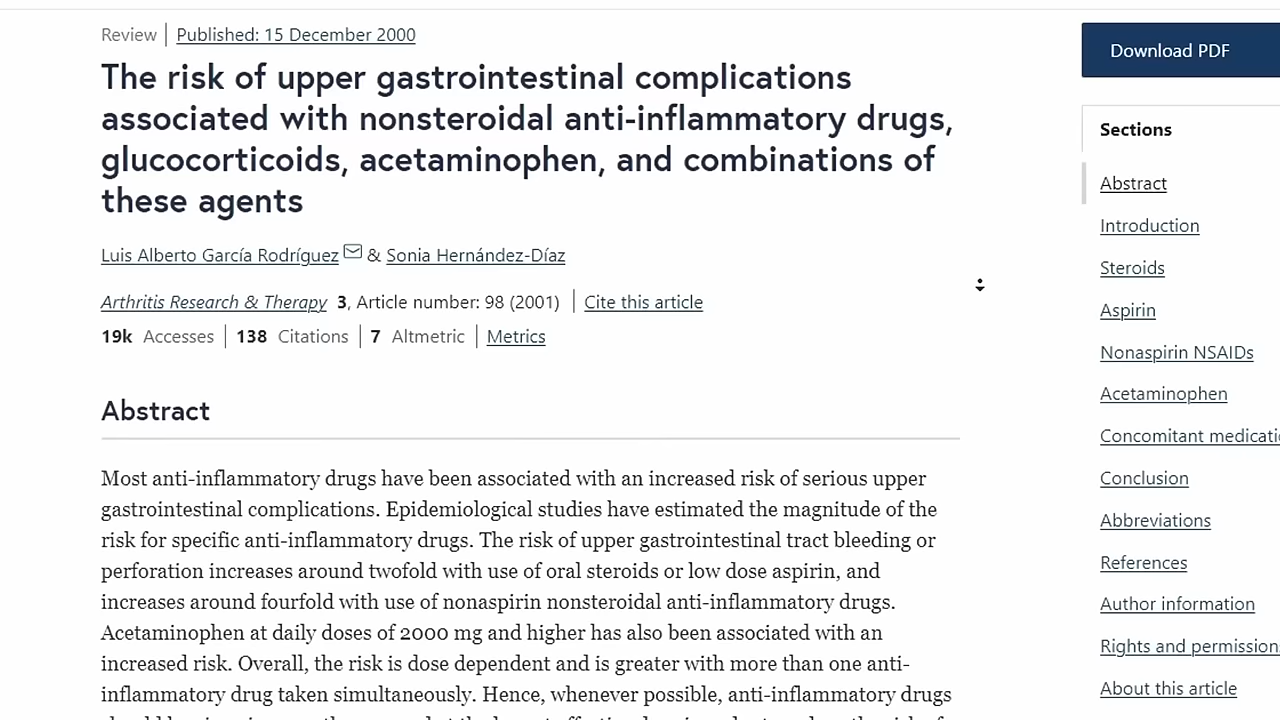 Review | Published: 15 December 2000
The risk of upper gastrointestinal complications
associated with nonsteroidal anti-inflammatory drugs,
glucocorticoids, acetaminophen, and combinations of
these agents
Luis Alberto García Rodríguez & Sonia Hernández-Díaz
Arthritis Research & Therapy 3, Article number: 98 (2001) | Cite this article
19k Accesses | 138 Citations | 7 Altmetric | Metrics
Abstract
Most anti-inflammatory drugs have been associated with an increased risk of serious upper
gastrointestinal complications. Epidemiological studies have estimated the magnitude of the
risk for specific anti-inflammatory drugs. The risk of upper gastrointestinal tract bleeding or
perforation increases around twofold with use of oral steroids or low dose aspirin, and
increases around fourfold with use of nonaspirin nonsteroidal anti-inflammatory drugs.
Acetaminophen at daily doses of 2000 mg and higher has also been associated with an
increased risk. Overall, the risk is dose dependent and is greater with more than one anti-
inflammatory drug taken simultaneously. Hence, whenever possible, anti-inflammatory drugs
Download PDF
Sections
Abstract
Introduction
Steroids
Aspirin
Nonaspirin NSAIDs
Acetaminophen
Concomitant medicati
Conclusion
Abbreviations
References
Author information
Rights and permission
About this article